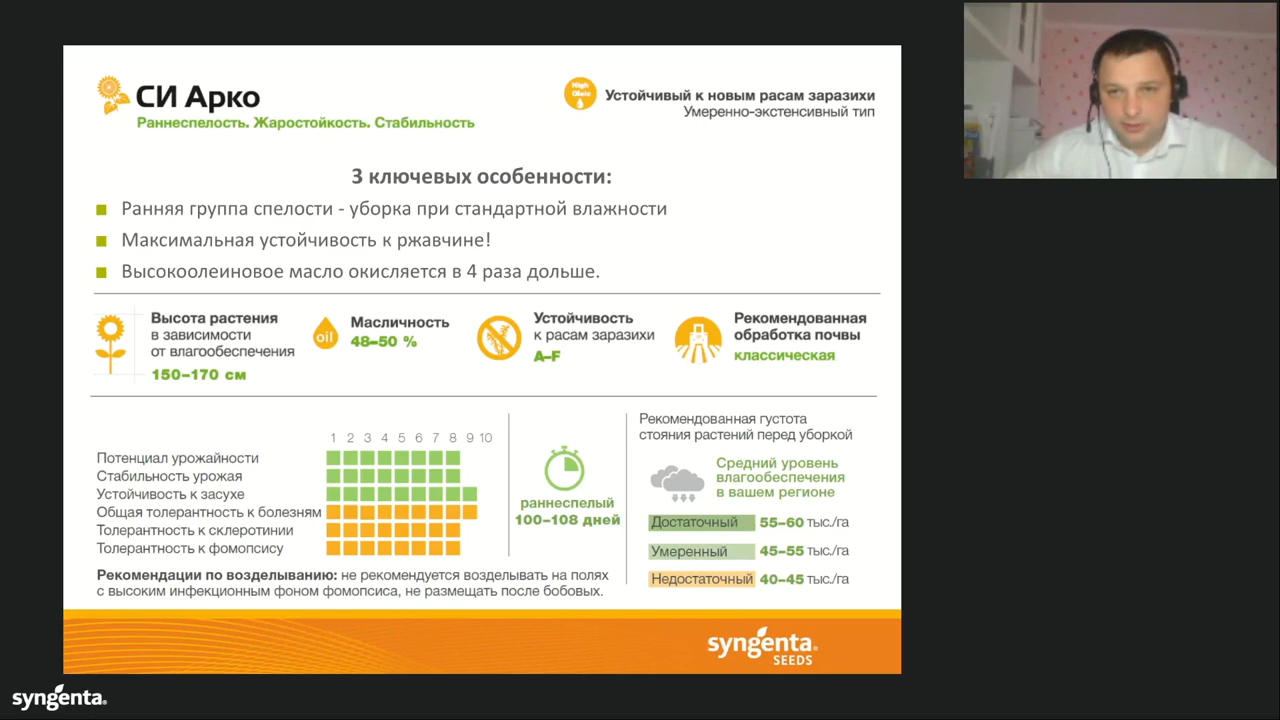 СИ Арко
Раннеспелость. Жаростойкость. Стабильность
High
Oleic
Устойчивый к новым расам заразихи
Умеренно-экстенсивный тип
3 ключевых особенности:
Ранняя группа спелости - уборка при стандартной влажности
Максимальная устойчивость к ржавчине!
Высокоолеиновое масло окисляется в 4 раза дольше.
Высота растения
в зависимости
от влагообеспечения
150–170 см
oil
Масличность
48–50 %
Устойчивость
к расам заразихи
A–F
Рекомендованная
обработка почвы
классическая
1 2 3 4 5 6 7 8 9 10
Потенциал урожайности
Стабильность урожая
Устойчивость к засухе
Общая толерантность к болезням
Толерантность к склеротинии
Толерантность к фомопсису
раннеспелый
100–108 дней
Рекомендованная густота
стояния растений перед уборкой
Средний уровень
влагообеспечения
в вашем регионе
Достаточный 55–60 тыс./га
Умеренный 45–55 тыс./га
Недостаточный 40–45 тыс./га
Рекомендации по возделыванию: не рекомендуется возделывать на полях
с высоким инфекционным фоном фомопсиса, не размещать после бобовых.
syngenta®
SEEDS
syngenta®